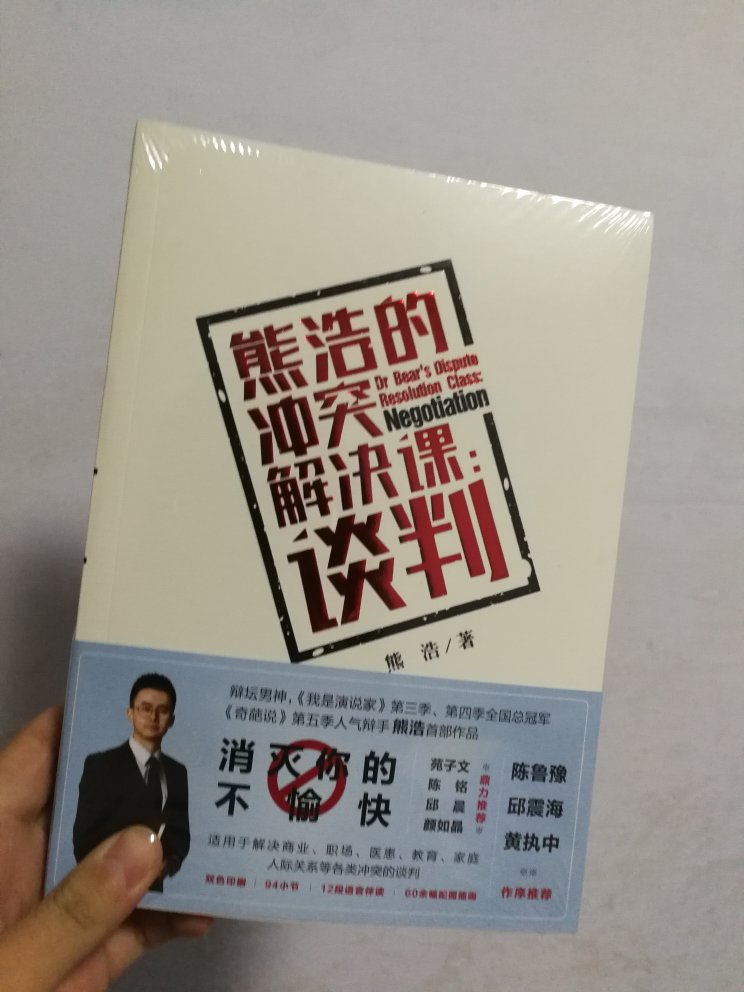 熊浩的
冲突
Dr Bear's Dispute
Resolution Class:
Negotiation
解决课:
谈判
熊 浩/著
辩坛男神,《我是演说家》第三季、第四季全国总冠军
《奇葩说》第五季人气辩手熊浩首部作品
消灭你的
不愉快
苑子文
陈 铭
邱 晨
颜如晶
※鼎力推荐※
陈鲁豫
邱震海
黄执中
※※
作序推荐
适用于解决商业、职场、医患、教育、家庭
人际关系等各类冲突的谈判
双色印刷 | 94小节 | 12段语音伴读 | 60余幅配图插画